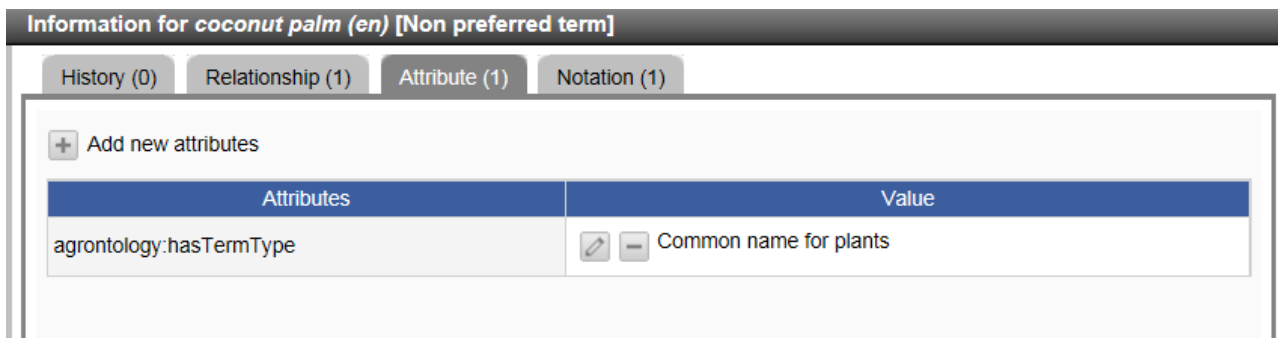 Information for coconut palm (en) [Non preferred term]
History (0) Relationship (1) Attribute (1) Notation (1)
Add new attributes
Attributes Value
agrontology:hasTermType Common name for plants